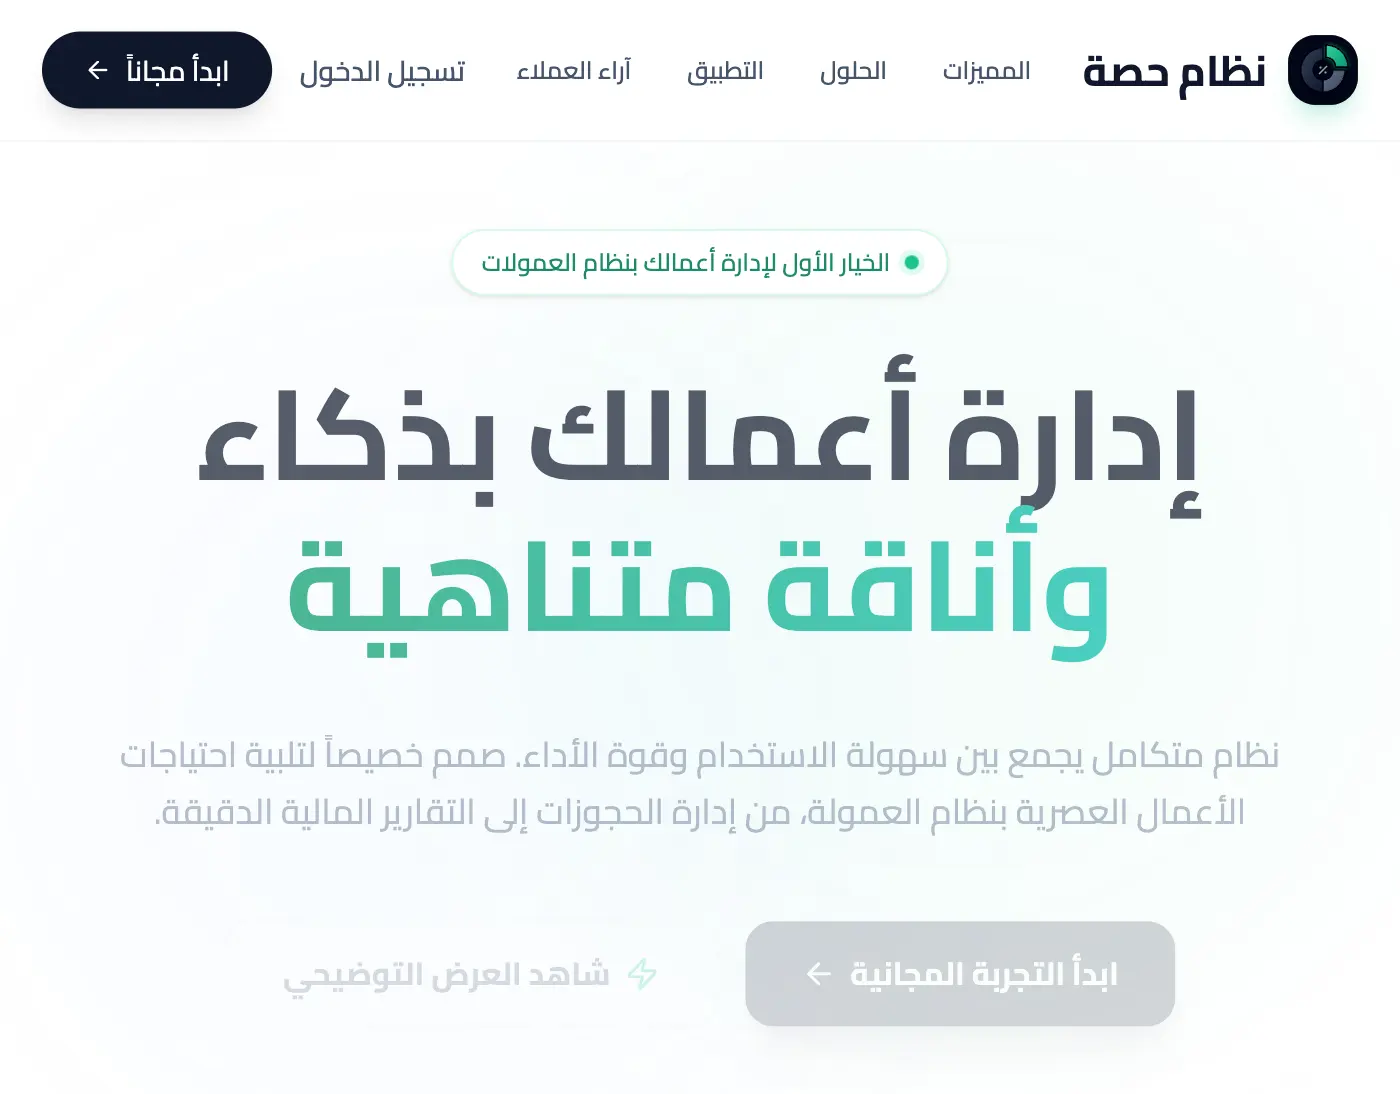 نظام حصة
المميزات
الحلول
التطبيق
آراء العملاء
تسجيل الدخول
ابدأ مجاناً
الخيار الأول لإدارة أعمالك بنظام العمولات
إدارة أعمالك بذكاء
وأناقة متناهية
نظام متكامل يجمع بين سهولة الاستخدام وقوة الأداء. صمم خصيصاً لتلبية احتياجات
الأعمال العصرية بنظام العمولة، من إدارة الحجوزات إلى التقارير المالية الدقيقة.
ابدأ التجربة المجانية
شاهد العرض التوضيحي